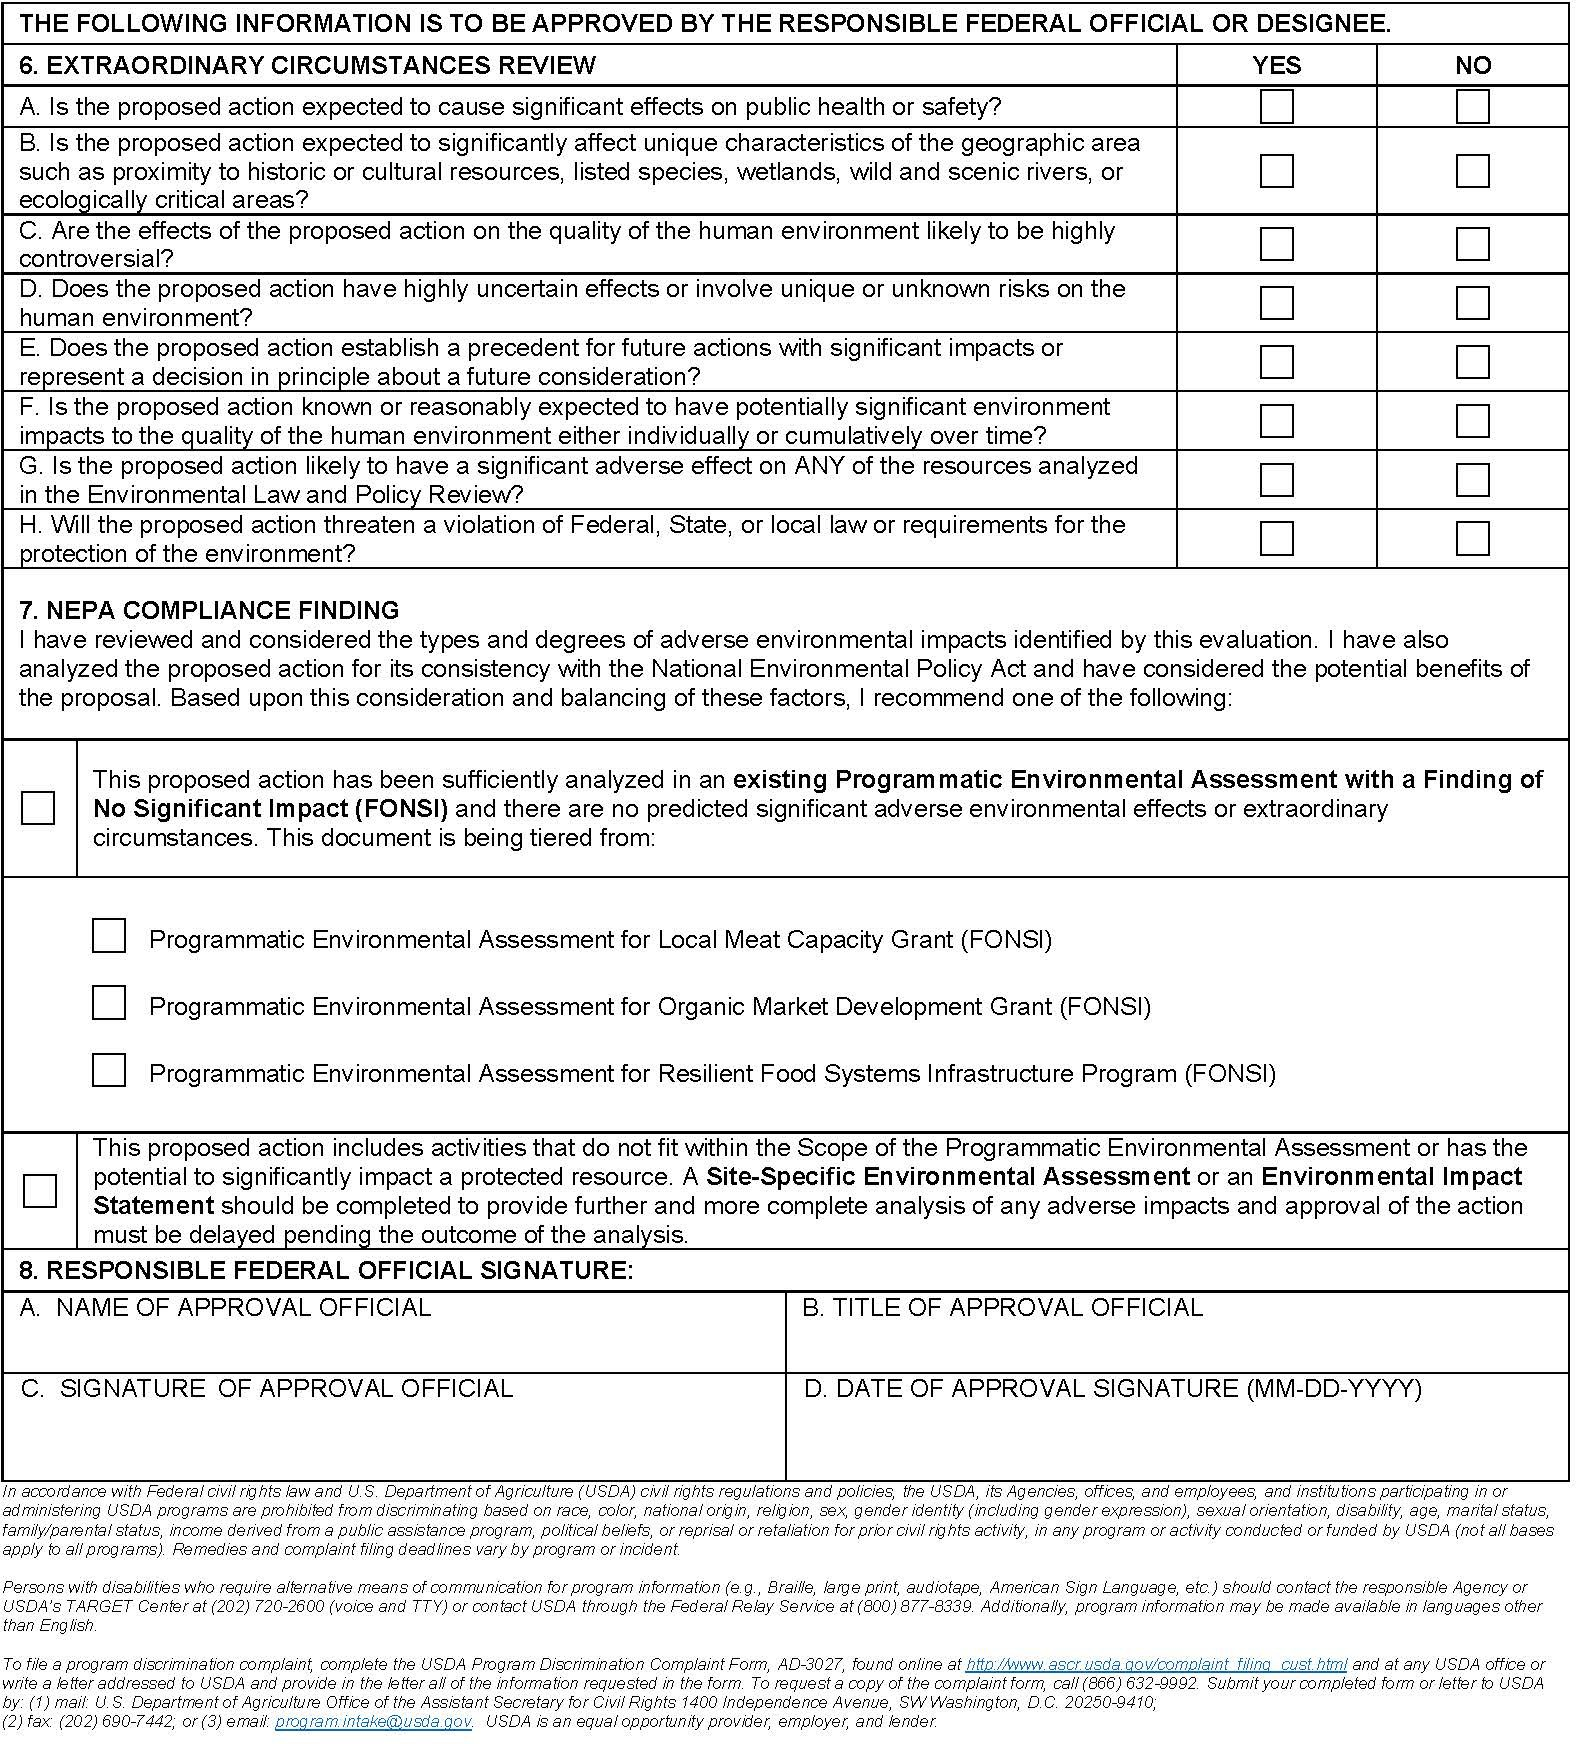 THE FOLLOWING INFORMATION IS TO BE APPROVED BY THE RESPONSIBLE FEDERAL OFFICIAL OR DESIGNEE.
6. EXTRAORDINARY CIRCUMSTANCES REVIEW YES NO
A. Is the proposed action expected to cause significant effects on public health or safety?
B. Is the proposed action expected to significantly affect unique characteristics of the geographic area
such as proximity to historic or cultural resources, listed species, wetlands, wild and scenic rivers, or
ecologically critical areas?
C. Are the effects of the proposed action on the quality of the human environment likely to be highly
controversial?
D. Does the proposed action have highly uncertain effects or involve unique or unknown risks on the
human environment?
E. Does the proposed action establish a precedent for future actions with significant impacts or
represent a decision in principle about a future consideration?
F. Is the proposed action known or reasonably expected to have potentially significant environment
impacts to the quality of the human environment either individually or cumulatively over time?
G. Is the proposed action likely to have a significant adverse effect on ANY of the resources analyzed
in the Environmental Law and Policy Review?
H. Will the proposed action threaten a violation of Federal, State, or local law or requirements for the
protection of the environment?
7. NEPA COMPLIANCE FINDING
I have reviewed and considered the types and degrees of adverse environmental impacts identified by this evaluation. I have also
analyzed the proposed action for its consistency with the National Environmental Policy Act and have considered the potential benefits of
the proposal. Based upon this consideration and balancing of these factors, I recommend one of the following:
This proposed action has been sufficiently analyzed in an existing Programmatic Environmental Assessment with a Finding of
No Significant Impact (FONSI) and there are no predicted significant adverse environmental effects or extraordinary
circumstances. This document is being tiered from:
Programmatic Environmental Assessment for Local Meat Capacity Grant (FONSI)
Programmatic Environmental Assessment for Organic Market Development Grant (FONSI)
Programmatic Environmental Assessment for Resilient Food Systems Infrastructure Program (FONSI)
This proposed action includes activities that do not fit within the Scope of the Programmatic Environmental Assessment or has the
potential to significantly impact a protected resource. A Site-Specific Environmental Assessment or an Environmental Impact
Statement should be completed to provide further and more complete analysis of any adverse impacts and approval of the action
must be delayed pending the outcome of the analysis.
8. RESPONSIBLE FEDERAL OFFICIAL SIGNATURE:
A. NAME OF APPROVAL OFFICIAL B. TITLE OF APPROVAL OFFICIAL
C. SIGNATURE OF APPROVAL OFFICIAL D. DATE OF APPROVAL SIGNATURE (MM-DD-YYYY)
In accordance with Federal civil rights law and U.S. Department of Agriculture (USDA) civil rights regulations and policies, the USDA, its Agencies, offices, and employees, and institutions participating in or
administering USDA programs are prohibited from discriminating based on race, color, national origin, religion, sex, gender identity (including gender expression), sexual orientation, disability, age, marital status,
family/parental status, income derived from a public assistance program, political beliefs, or reprisal or retaliation for prior civil rights activity, in any program or activity conducted or funded by USDA (not all bases
apply to all programs). Remedies and complaint filing deadlines vary by program or incident.
Persons with disabilities who require alternative means of communication for program information (e.g., Braille, large print, audiotape, American Sign Language, etc.) should contact the responsible Agency or
USDA's TARGET Center at (202) 720-2600 (voice and TTY) or contact USDA through the Federal Relay Service at (800) 877-8339. Additionally, program information may be made available in languages other
than English.
To file a program discrimination complaint, complete the USDA Program Discrimination Complaint Form, AD-3027, found online at http://www.ascr.usda.gov/complaint_filing_cust.html and at any USDA office or
write a letter addressed to USDA and provide in the letter all of the information requested in the form. To request a copy of the complaint form, call (866) 632-9992. Submit your completed form or letter to USDA
by: (1) mail: U.S. Department of Agriculture Office of the Assistant Secretary for Civil Rights 1400 Independence Avenue, SW Washington, D.C. 20250-9410;
(2) fax: (202) 690-7442; or (3) email: program.intake@usda.gov. USDA is an equal opportunity provider, employer, and lender.